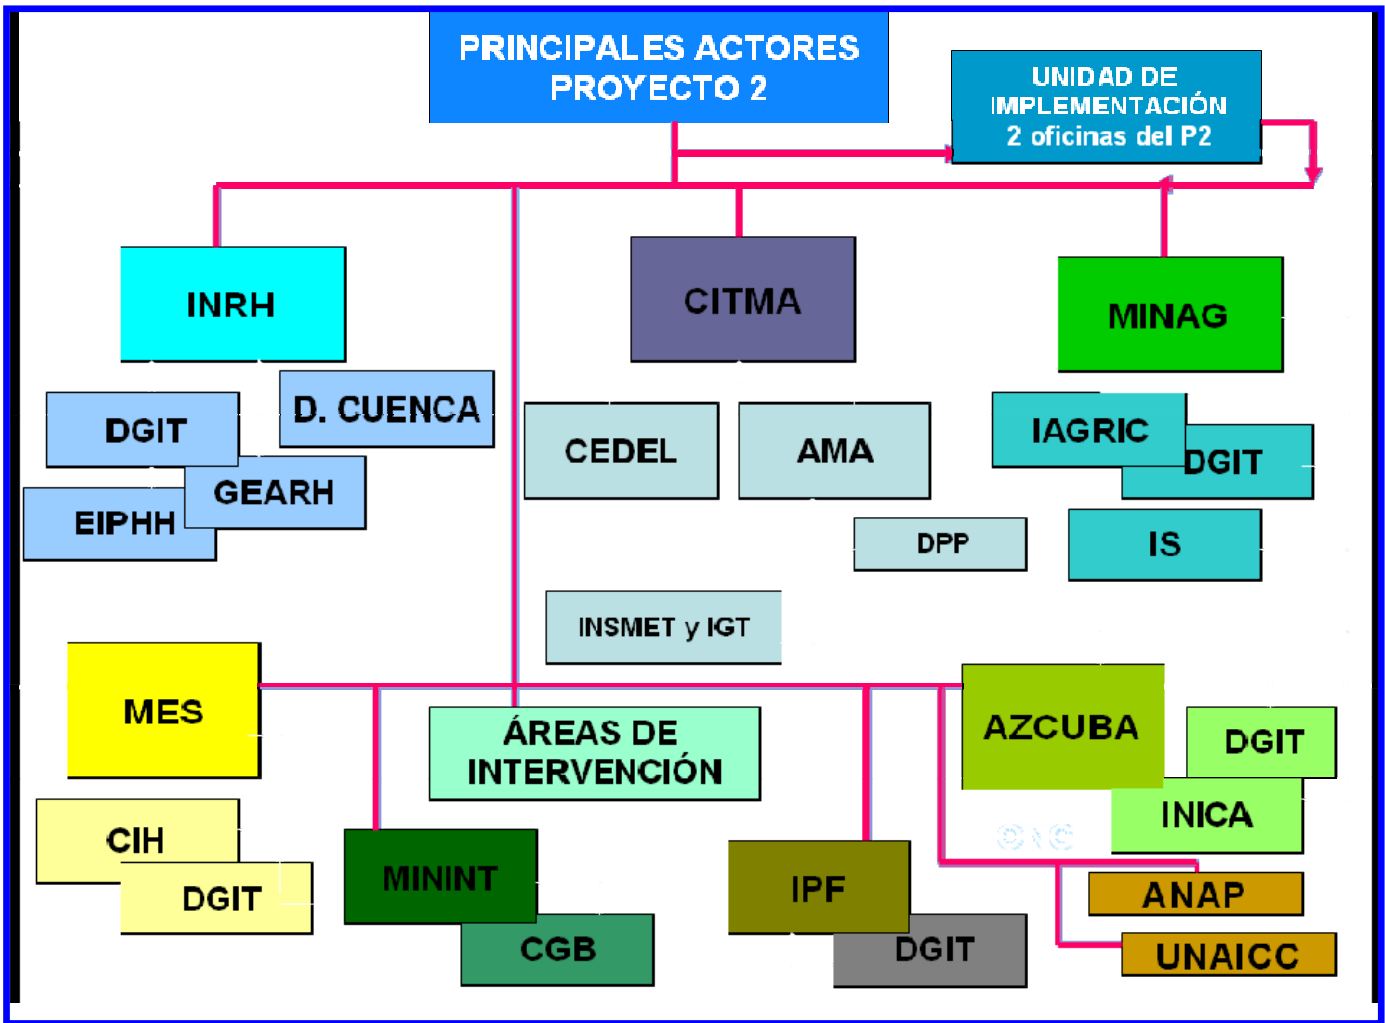 PRINCIPALES ACTORES
PROYECTO 2
UNIDAD DE
IMPLEMENTACIÓN
2 oficinas del P2
INRH
CITMA
MINAG
DGIT
D. CUENCA
GEARH
EIPHH
CEDEL
AMA
DPP
INSMET y IGT
IAGRIC
DGIT
IS
MES
ÁREAS DE
INTERVENCIÓN
AZCUBA
DGIT
INICA
CIH
DGIT
MININT
CGB
IPF
DGIT
ANAP
UNAICC